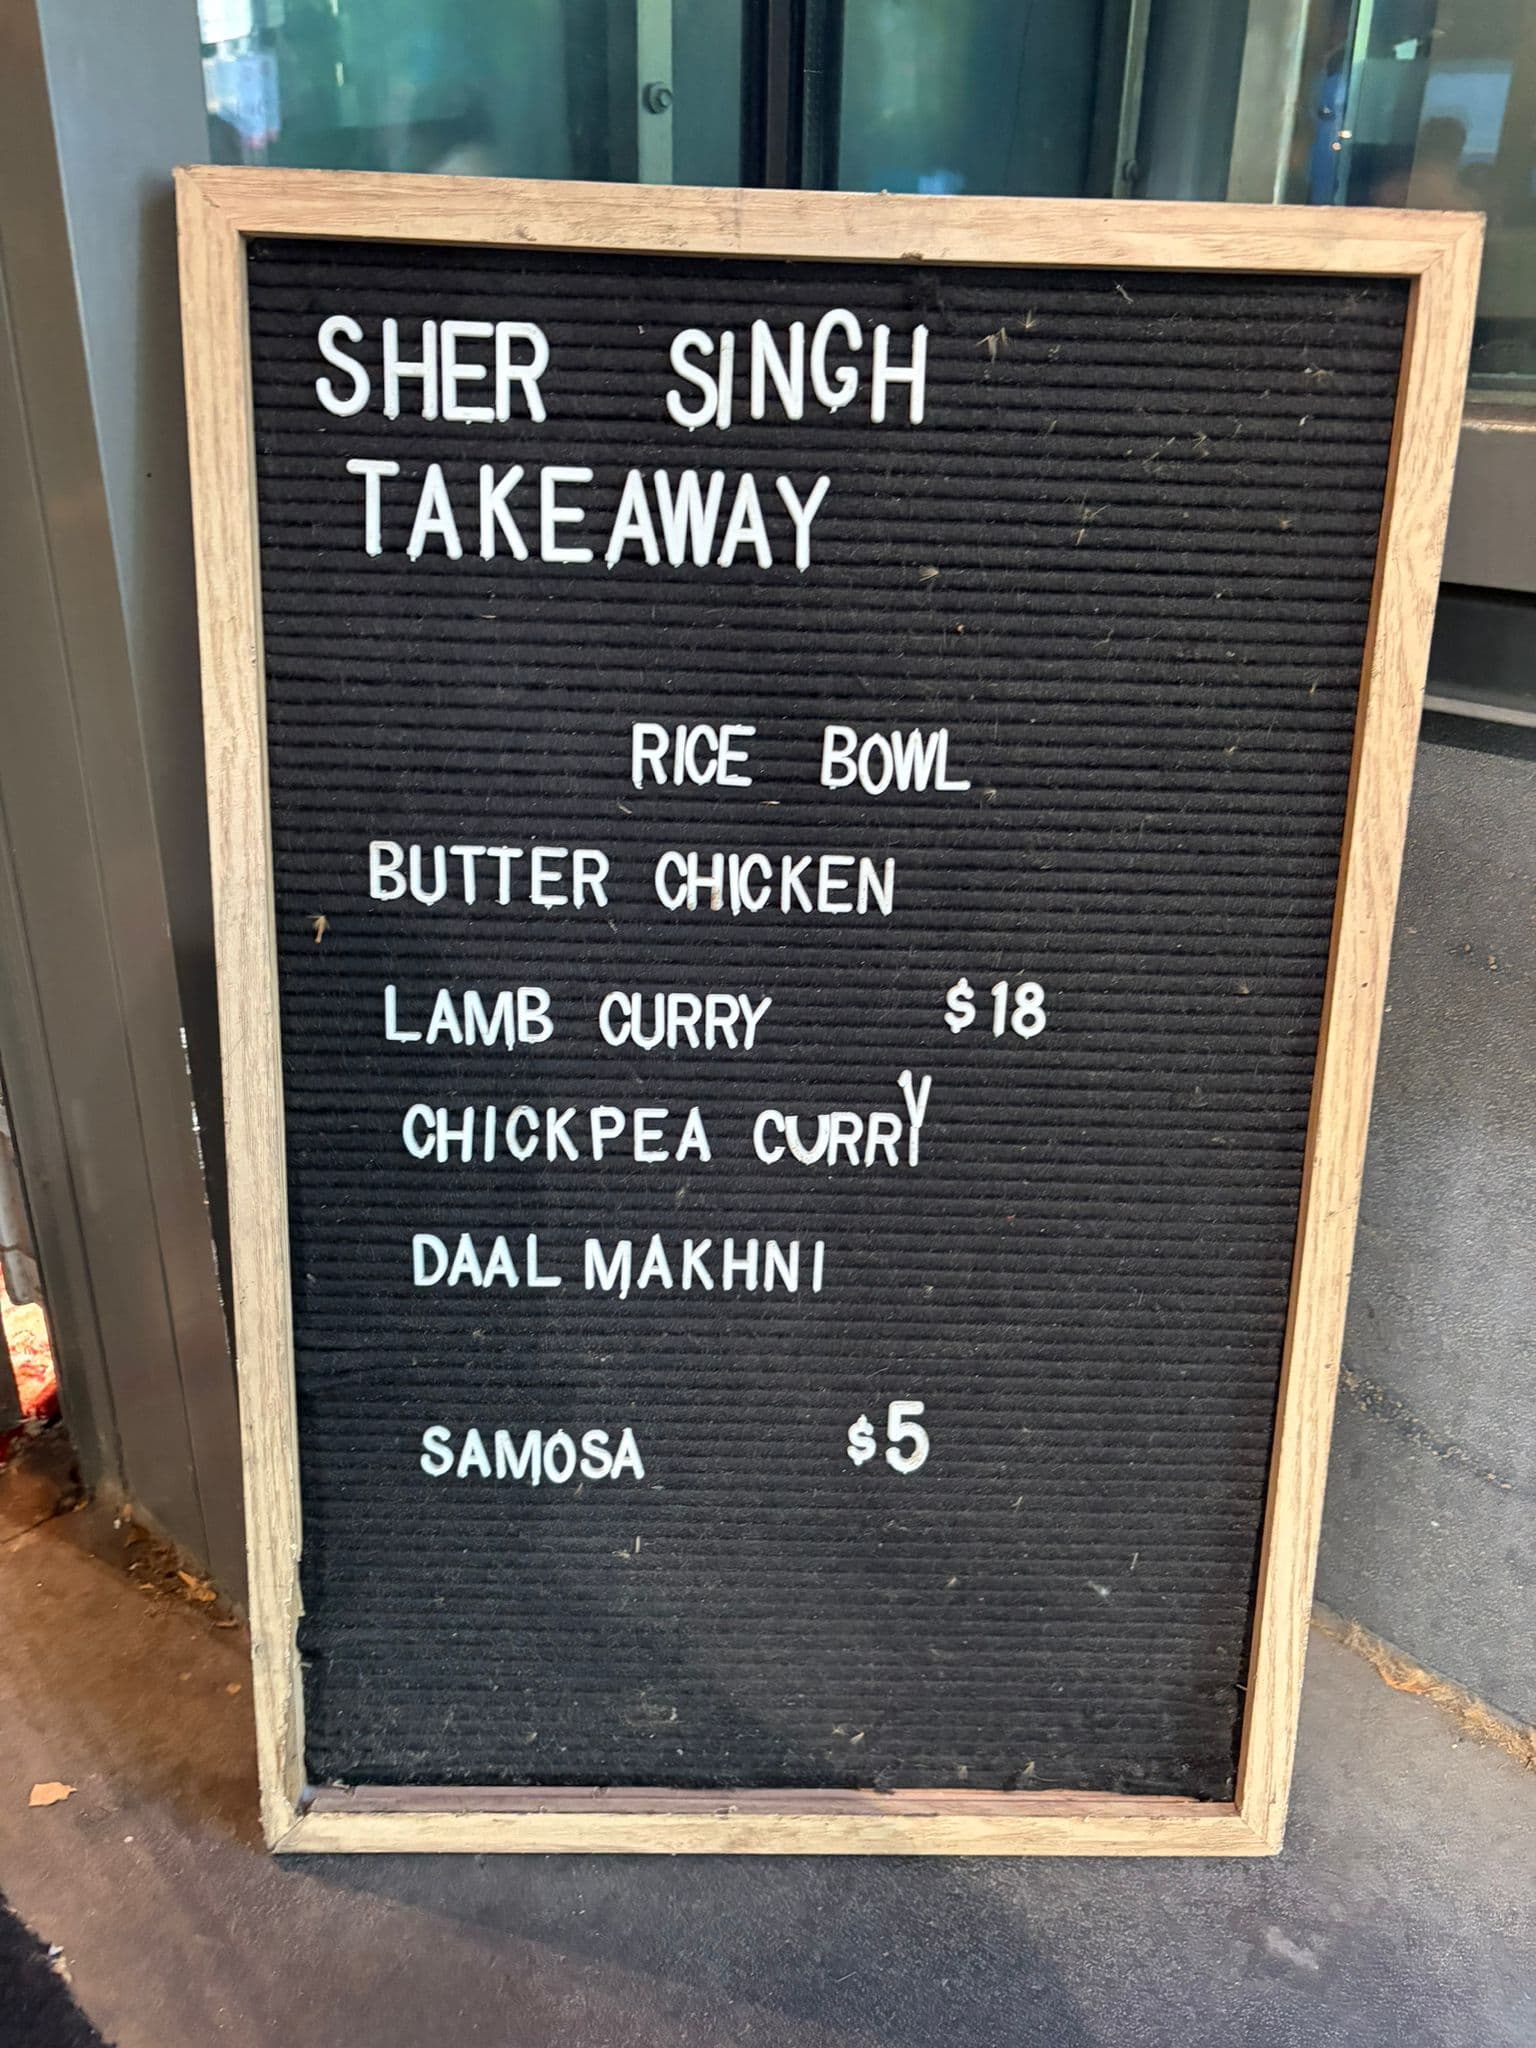 SHER SINGH
TAKEAWAY
RICE BOWL
BUTTER CHICKEN
LAMB CURRY $18
CHICKPEA CURRY
DAAL MAKHNI
SAMOSA $5